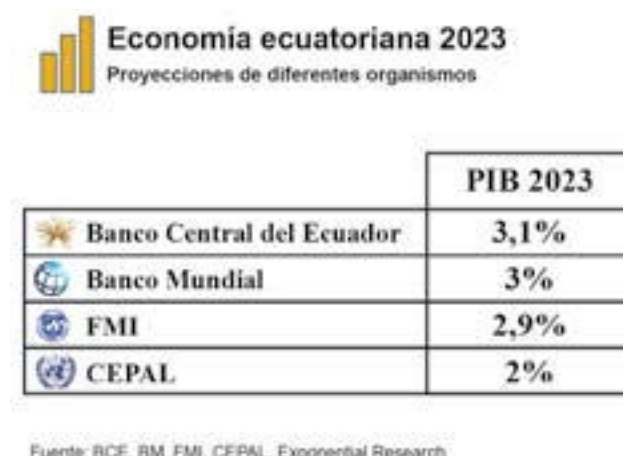 Economía ecuatoriana 2023
Proyecciones de diferentes organismos
PIB 2023
Banco Central del Ecuador 3,1%
Banco Mundial 3%
FMI 2,9%
CEPAL 2%
Fuente: BCE, BM, FMI, CEPAL, Exponential Research